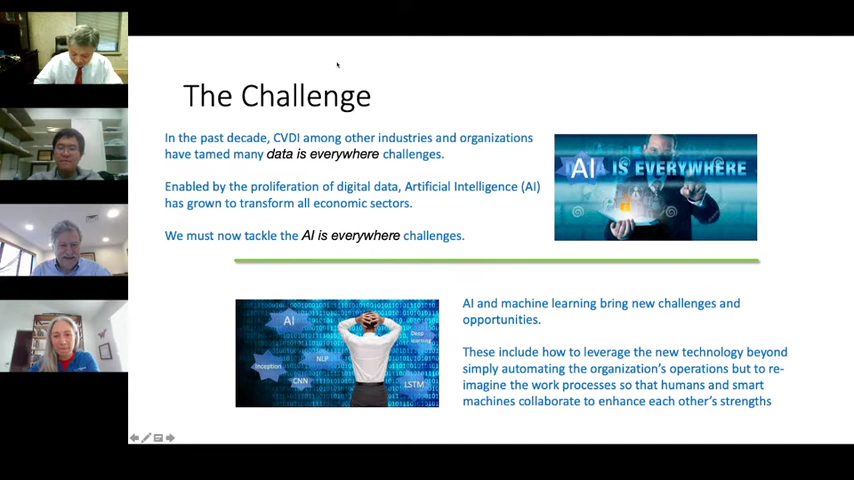 The Challenge
In the past decade, CVDI among other industries and organizations
have tamed many data is everywhere challenges.
Enabled by the proliferation of digital data, Artificial Intelligence (AI)
has grown to transform all economic sectors.
We must now tackle the AI is everywhere challenges.
AI IS EVERYWHERE
AI
Deep
learning
NLP
Inception
CNN
LSTM
AI and machine learning bring new challenges and
opportunities.
These include how to leverage the new technology beyond
simply automating the organization's operations but to re-
imagine the work processes so that humans and smart
machines collaborate to enhance each other's strengths